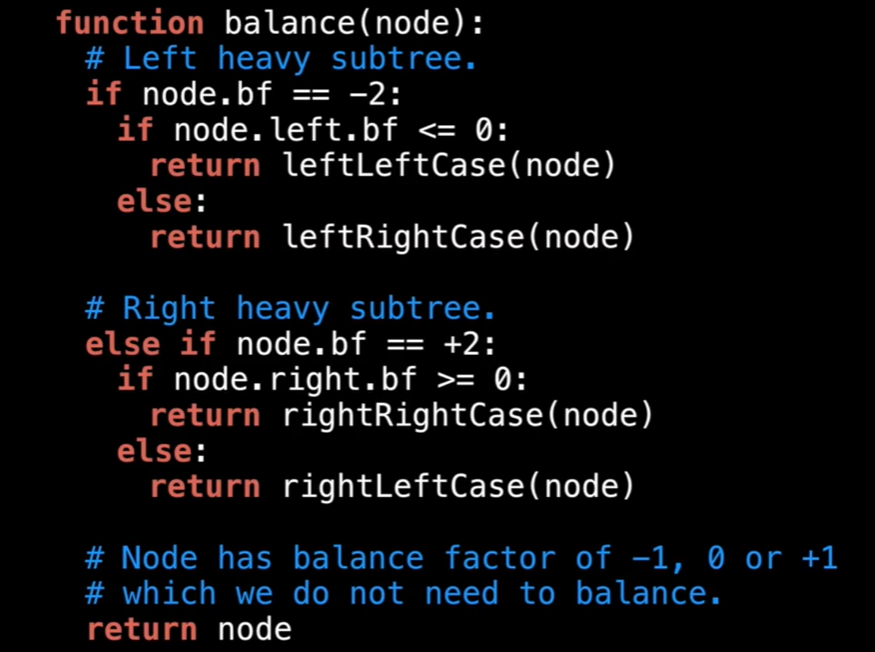 function balance(node):
  # Left heavy subtree.
  if node.bf == −2:
    if node.left.bf <= 0:
      return leftLeftCase(node)
    else:
      return leftRightCase(node)

  # Right heavy subtree.
  else if node.bf == +2:
    if node.right.bf >= 0:
      return rightRightCase(node)
    else:
      return rightLeftCase(node)

  # Node has balance factor of −1, 0 or +1
  # which we do not need to balance.
  return node